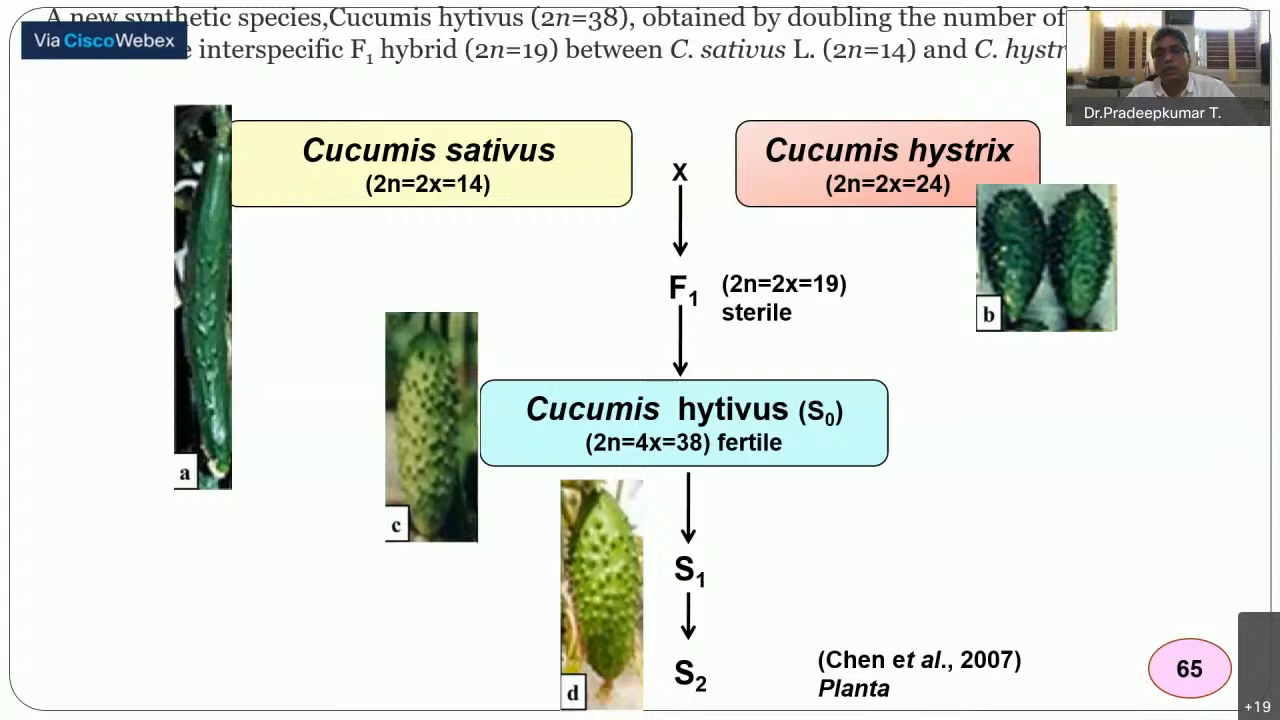 A new synthetic species,Cucumis hytivus (2n=38), obtained by doubling the number of
Via Cisco Webex
interspecific F1 hybrid (2n=19) between C. sativus L. (2n=14) and C. hystr
Dr.Pradeepkumar T.
Cucumis sativus
(2n=2x=14)
x
Cucumis hystrix
(2n=2x=24)
F1
(2n=2x=19)
sterile
b
a
Cucumis hytivus (S0)
(2n=4x=38) fertile
c
S1
S2
d
(Chen et al., 2007)
Planta
65
+19